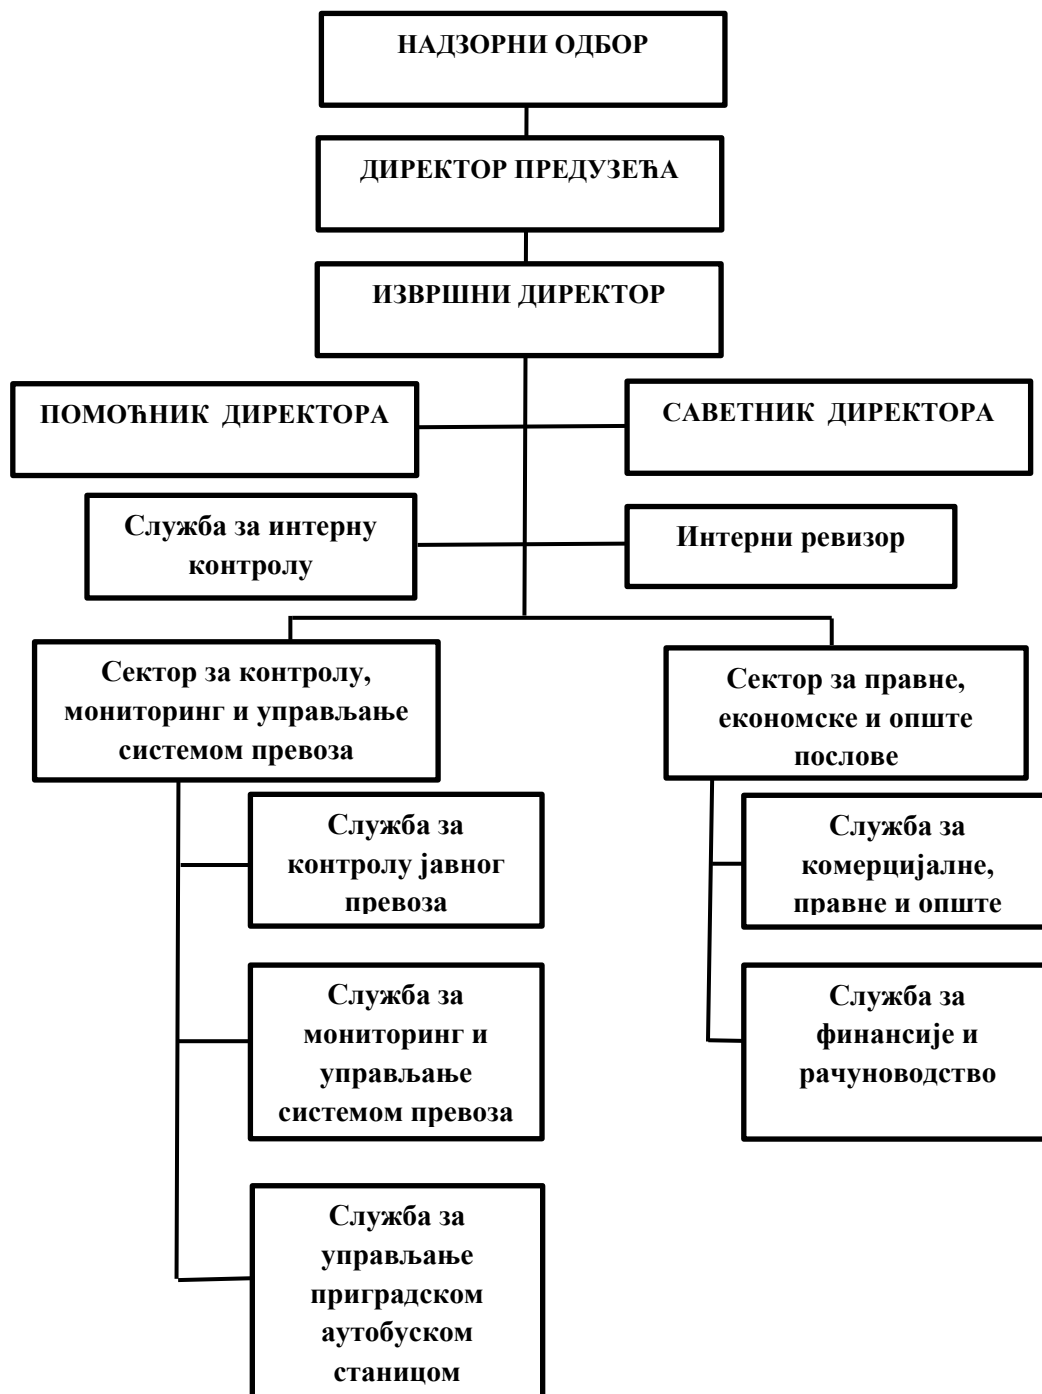 НАДЗОРНИ ОДБОР
ДИРЕКТОР ПРЕДУЗЕЋА
ИЗВРШНИ ДИРЕКТОР
ПОМОЋНИК ДИРЕКТОРА
САВЕТНИК ДИРЕКТОРА
Служба за интерну
контролу
Интерни ревизор
Сектор за контролу,
мониторинг и управљање
системом превоза
Сектор за правне,
економске и опште
послове
Служба за
контролу јавног
превоза
Служба за
комерцијалне,
правне и опште
Служба за
мониторинг и
управљање
системом превоза
Служба за
финансије и
рачуноводство
Служба за
управљање
приградском
аутобуском
станицом